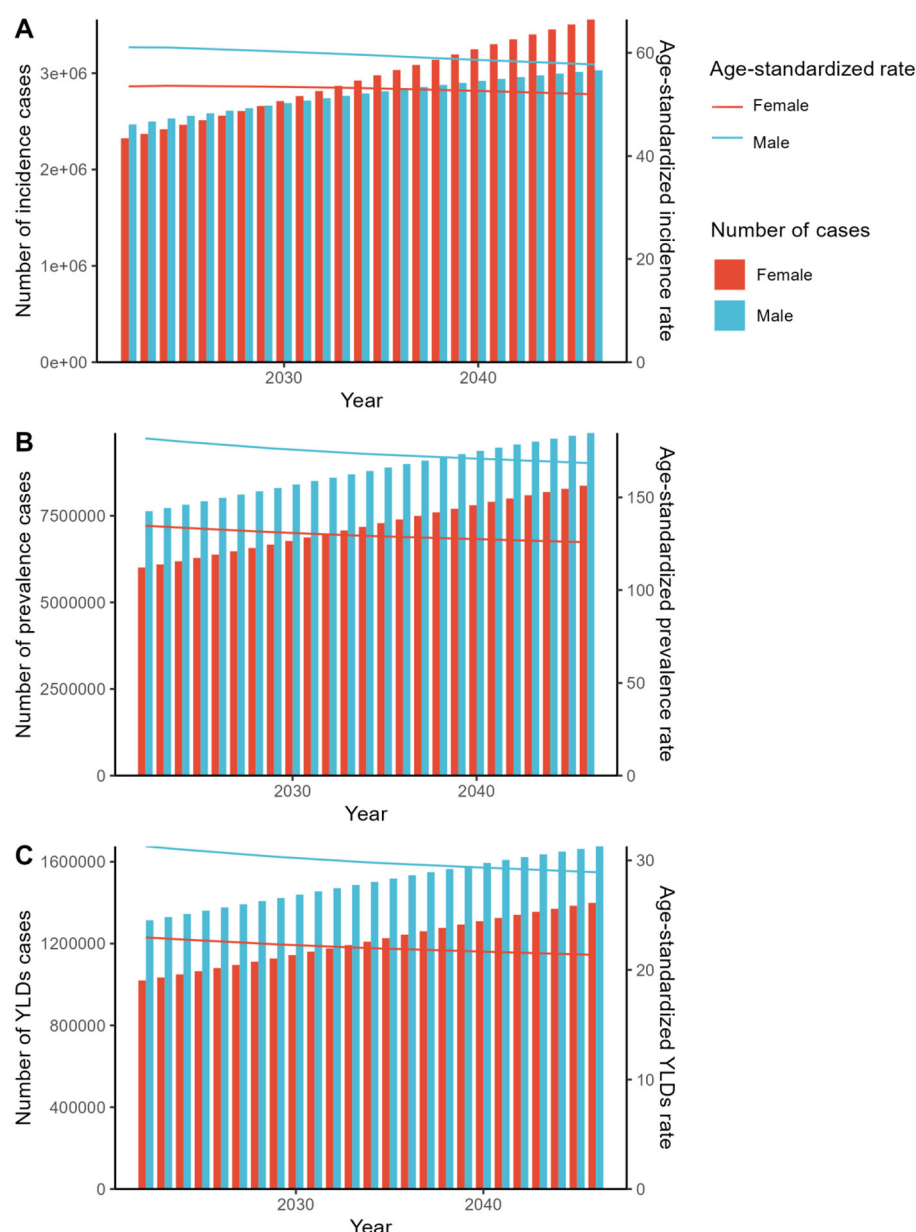 A
Number of incidence cases
3e+06
2e+06
1e+06
0e+00
2030
2040
Year
60
40
20
0
Age-standardized incidence rate
Age-standardized rate
Female
Male
Number of cases
Female
Male
B
Number of prevalence cases
7500000
5000000
2500000
0
2030
2040
Year
150
100
50
0
Age-standardized prevalence rate
C
Number of YLDs cases
1600000
1200000
800000
400000
0
2030
2040
Year
30
20
10
0
Age-standardized YLDs rate